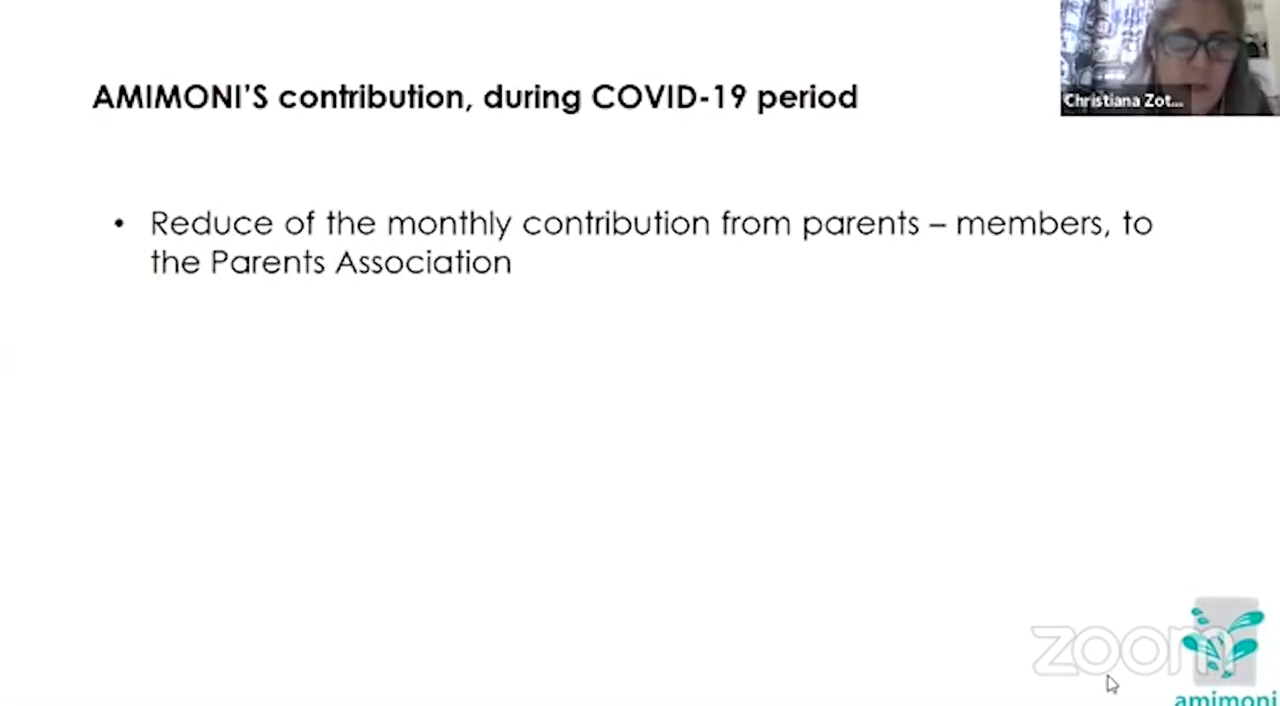 AMIMONI'S contribution, during COVID-19 period
Christiana Zot...
• Reduce of the monthly contribution from parents – members, to
the Parents Association
zoom
amimoni